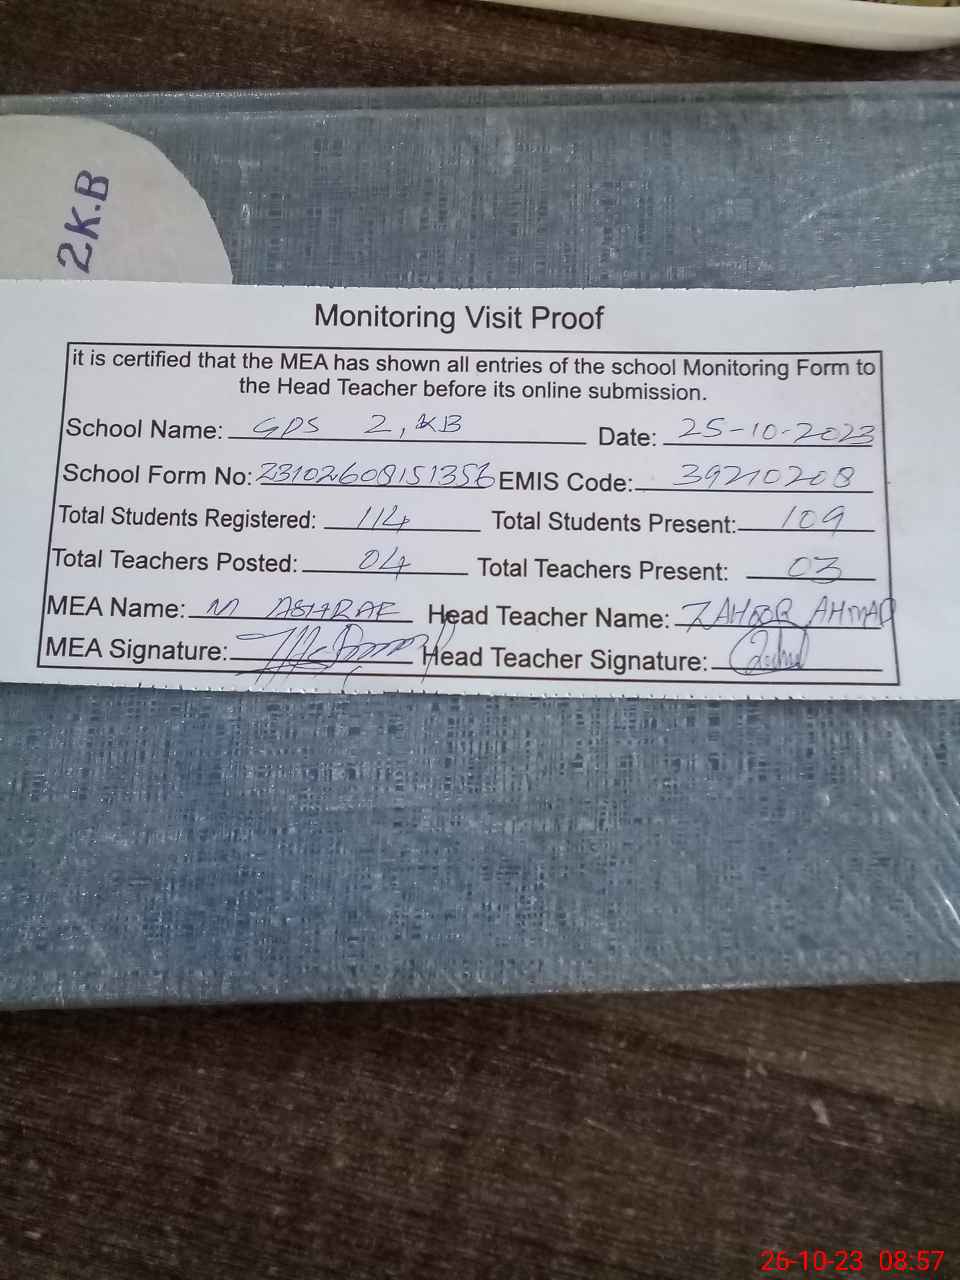 2K.B
Monitoring Visit Proof
it is certified that the MEA has shown all entries of the school Monitoring Form to
the Head Teacher before its online submission.
School Name: GPS 2, KB Date: 25-10-2023
School Form No: 23102608151356 EMIS Code: 39210208
Total Students Registered: 114 Total Students Present: 109
Total Teachers Posted: 04 Total Teachers Present: 03
MEA Name: M ASHRAF Head Teacher Name: ZAHOOR AHMAD
MEA Signature: Head Teacher Signature:
26-10-23 08:57